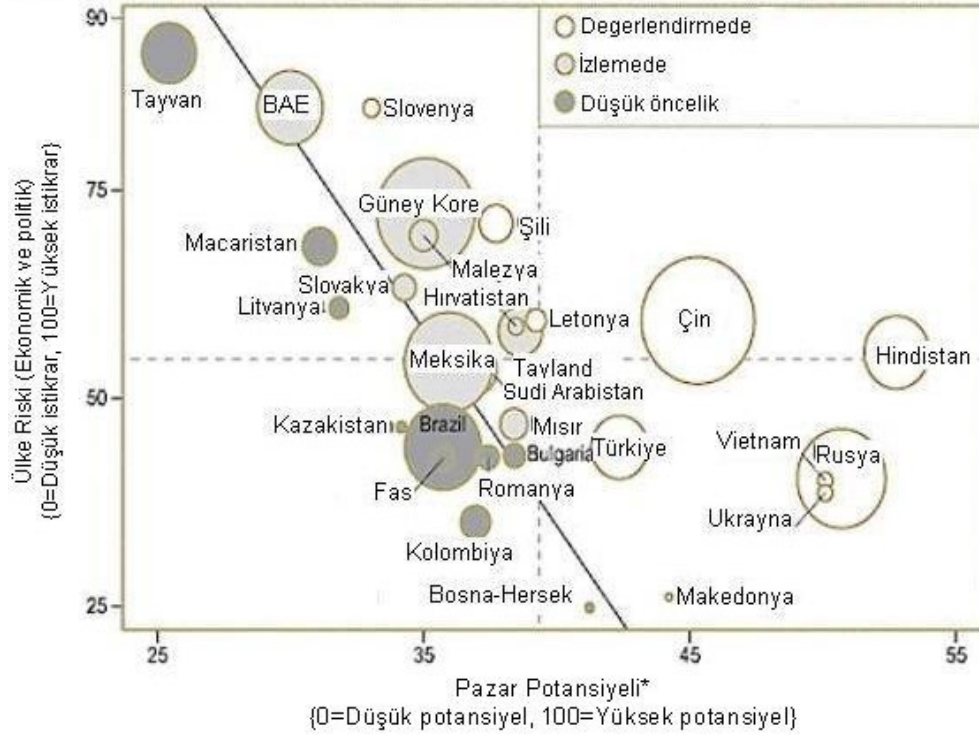 90
Değerlendirmede
İzlemede
Düşük öncelik
Tayvan
BAE
Slovenya
75
Güney Kore
Şili
Macaristan
Malezya
Slovakya
Hırvatistan
Litvanya
Letonya
Çin
Meksika
Hindistan
Tayland
Sudi Arabistan
50
Kazakistan
Brazil
Mısır
Bulgaria
Türkiye
Vietnam
Rusya
Fas
Romanya
Ukrayna
Kolombiya
Bosna-Hersek
Makedonya
25
25
35
45
55
Ülke Riski (Ekonomik ve politik)
{0=Düşük istikrar, 100=Yüksek istikrar}
Pazar Potansiyeli*
{0=Düşük potansiyel, 100=Yüksek potansiyel}